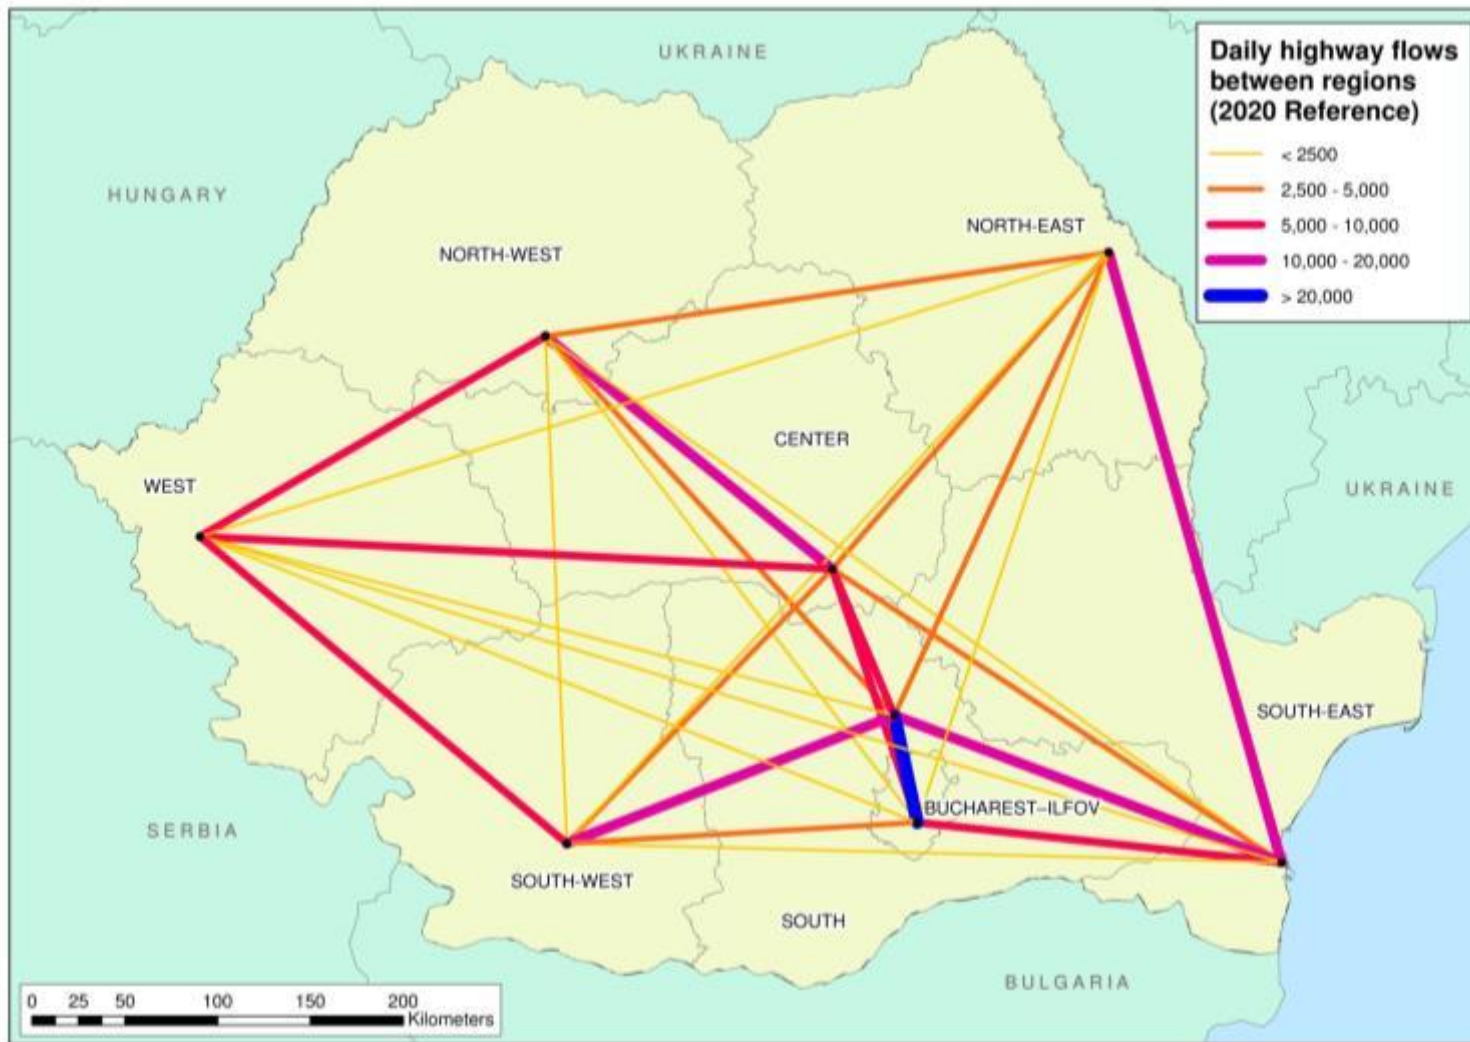 UKRAINE
Daily highway flows
between regions
(2020 Reference)
< 2500
2,500 - 5,000
5,000 - 10,000
10,000 - 20,000
> 20,000
HUNGARY
NORTH-EAST
NORTH-WEST
CENTER
WEST
UKRAINE
SOUTH-EAST
BUCHAREST–ILFOV
SERBIA
SOUTH-WEST
SOUTH
BULGARIA
0 25 50 100 150 200
Kilometers